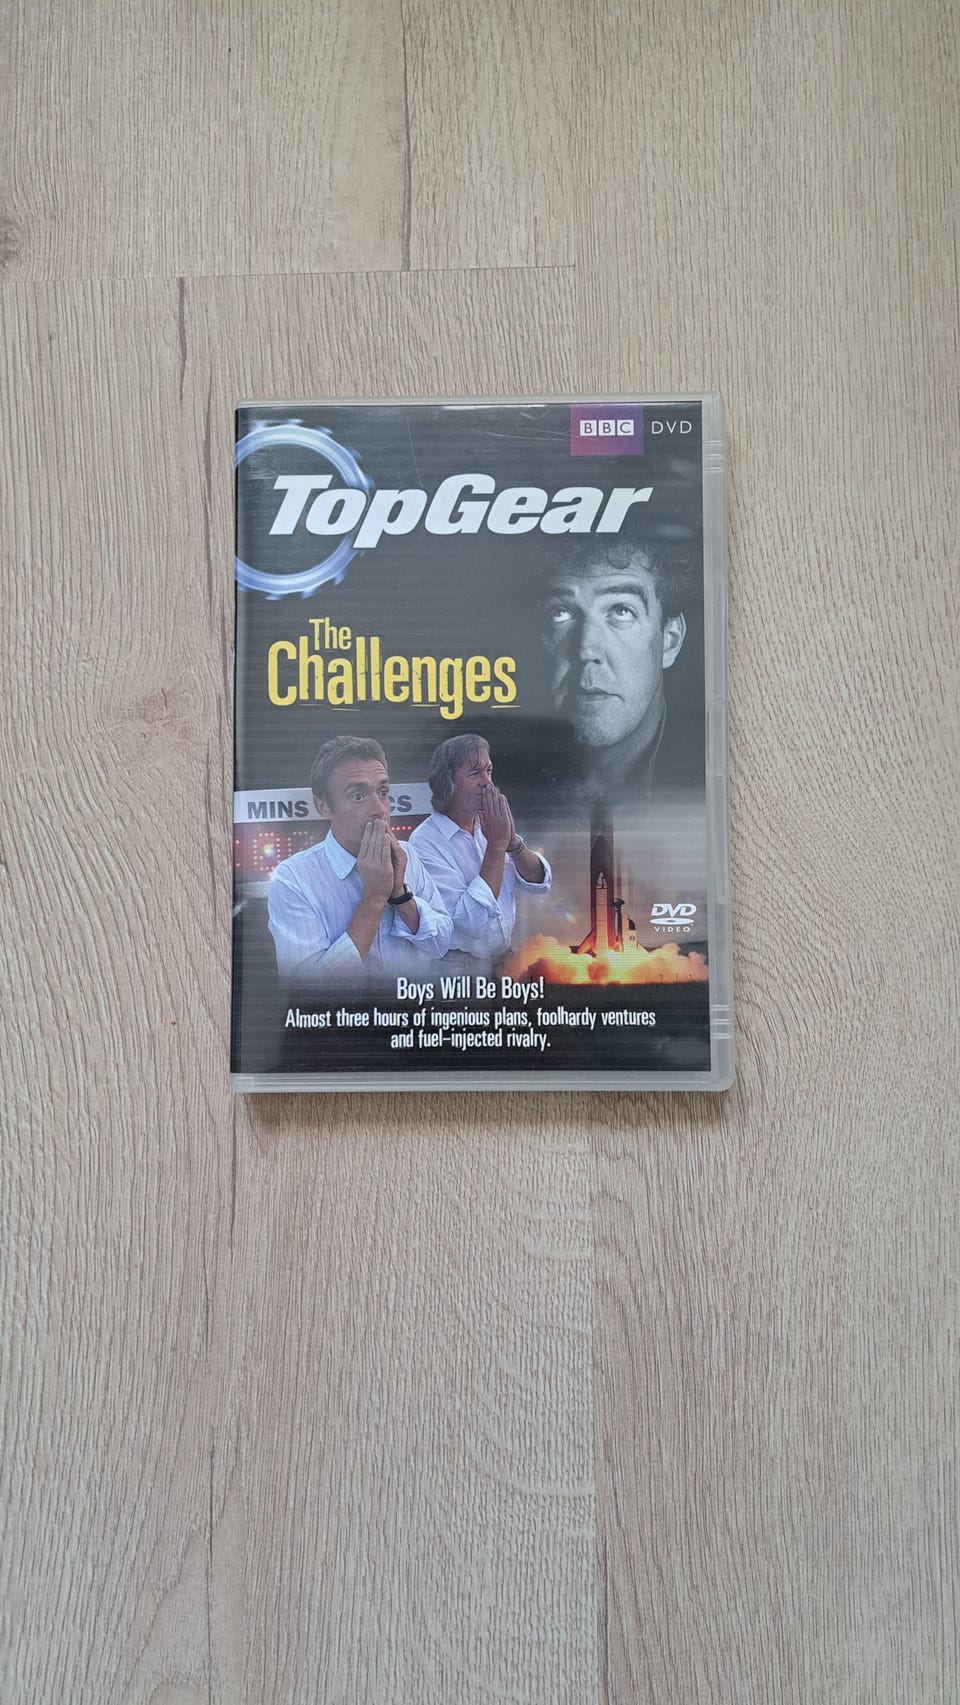 BBC DVD
TopGear
The
Challenges
MINS CS
DVD
VIDEO
Boys Will Be Boys!
Almost three hours of ingenious plans, foolhardy ventures
and fuel-injected rivalry.